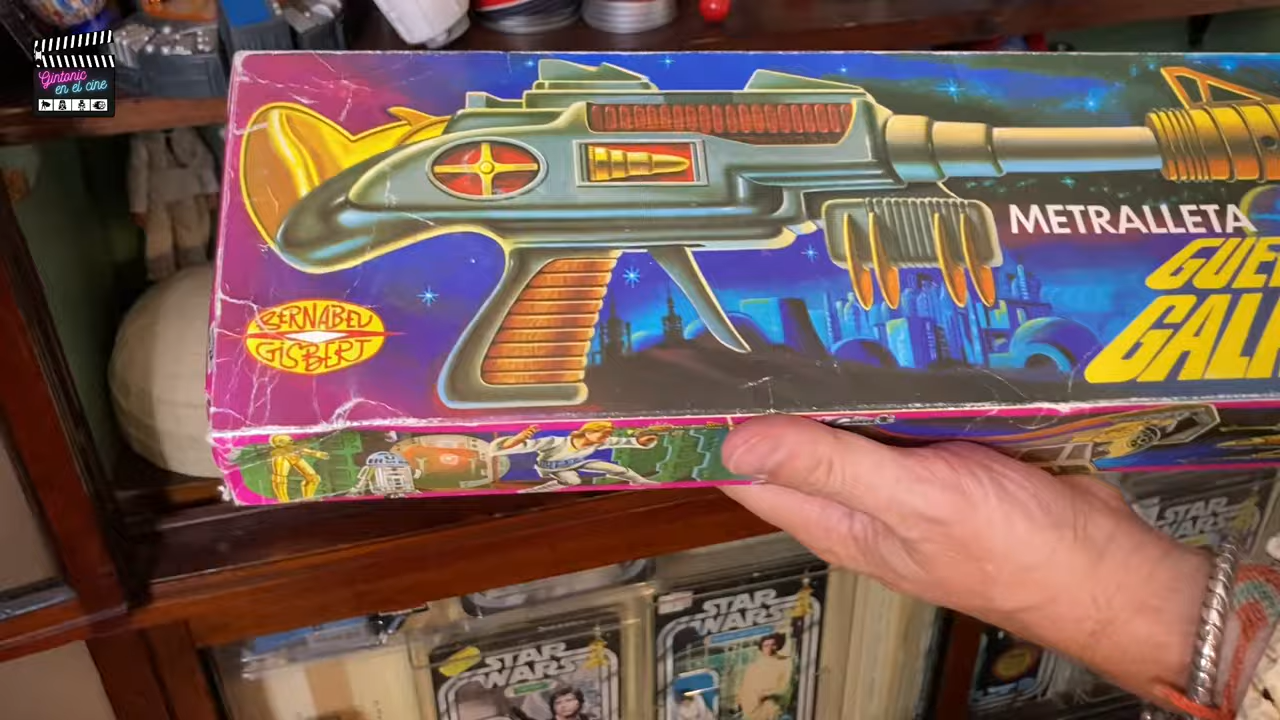 Gintonic
en el cine
METRALLETA
BERNABEU
GISBERT
STAR
WARS
STAR
WARS
STAR
WARS